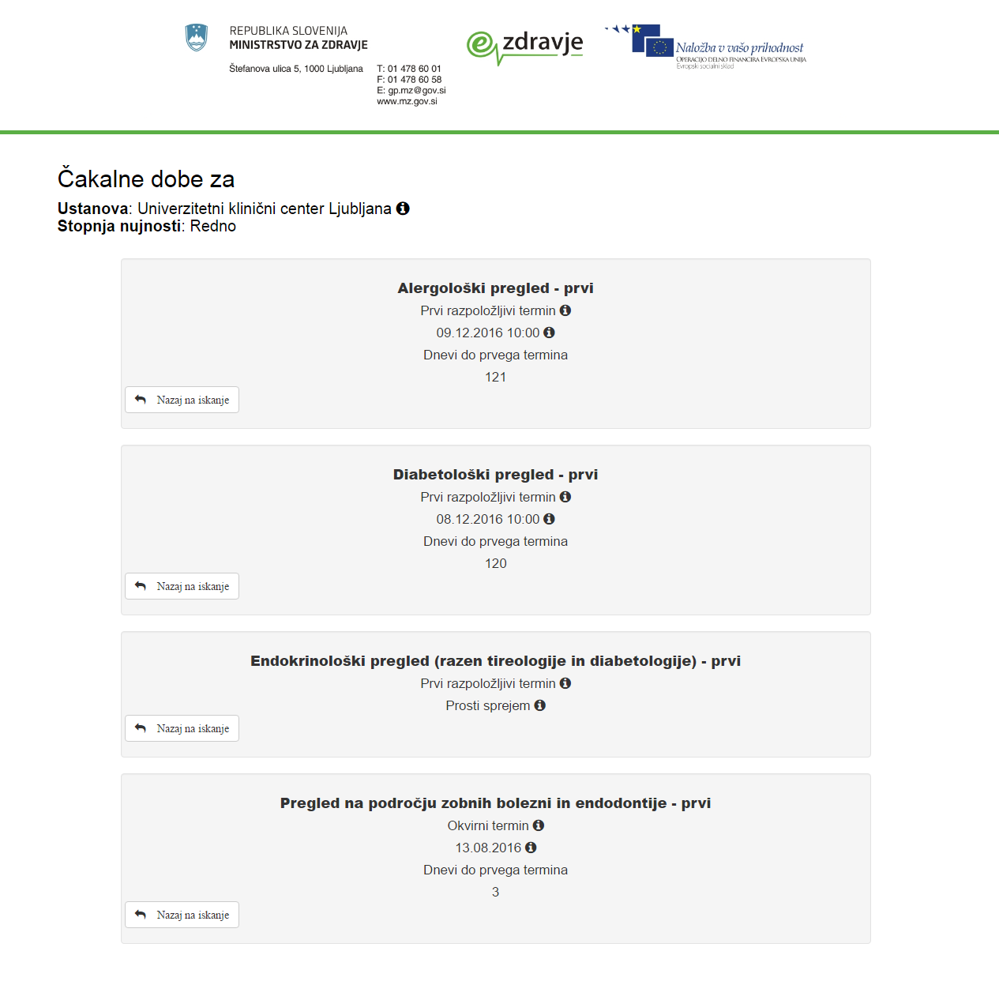 REPUBLIKA SLOVENIJA
MINISTRSTVO ZA ZDRAVJE
Štefanova ulica 5, 1000 Ljubljana
T: 01 478 60 01
F: 01 478 60 58
E: gp.mz@gov.si
www.mz.gov.si
e zdravje
Naložba v vašo prihodnost
OPERACIJO DELNO FINANCIRA EVROPSKA UNIJA
Evropski socialni sklad
Čakalne dobe za
Ustanova: Univerzitetni klinični center Ljubljana
Stopnja nujnosti: Redno
Alergološki pregled - prvi
Prvi razpoložljivi termin
09.12.2016 10:00
Dnevi do prvega termina
121
Nazaj na iskanje
Diabetološki pregled - prvi
Prvi razpoložljivi termin
08.12.2016 10:00
Dnevi do prvega termina
120
Nazaj na iskanje
Endokrinološki pregled (razen tireologije in diabetologije) - prvi
Prvi razpoložljivi termin
Prosti sprejem
Nazaj na iskanje
Pregled na področju zobnih bolezni in endodontije - prvi
Okvirni termin
13.08.2016
Dnevi do prvega termina
3
Nazaj na iskanje